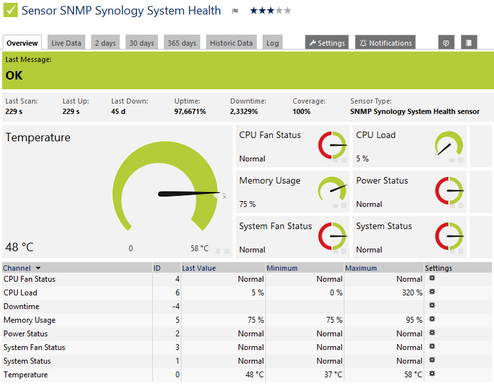 Sensor SNMP Synology System Health
Overview Live Data 2 days 30 days 365 days Historic Data Log Settings Notifications
Last Message:
OK
Last Scan: Last Up: Last Down: Uptime: Downtime: Coverage: Sensor Type:
229 s 229 s 45 d 97,6671% 2,3329% 100% SNMP Synology System Health sensor
Temperature
48 °C
0 58 °C
CPU Fan Status
Normal
CPU Load
5 %
Memory Usage
75 %
Power Status
Normal
System Fan Status
Normal
System Status
Normal
Channel ID Last Value Minimum Maximum Settings
CPU Fan Status 4 Normal Normal Normal
CPU Load 6 5 % 0 % 320 %
Downtime -4
Memory Usage 5 75 % 75 % 95 %
Power Status 2 Normal Normal Normal
System Fan Status 3 Normal Normal Normal
System Status 1 Normal Normal Normal
Temperature 0 48 °C 37 °C 58 °C